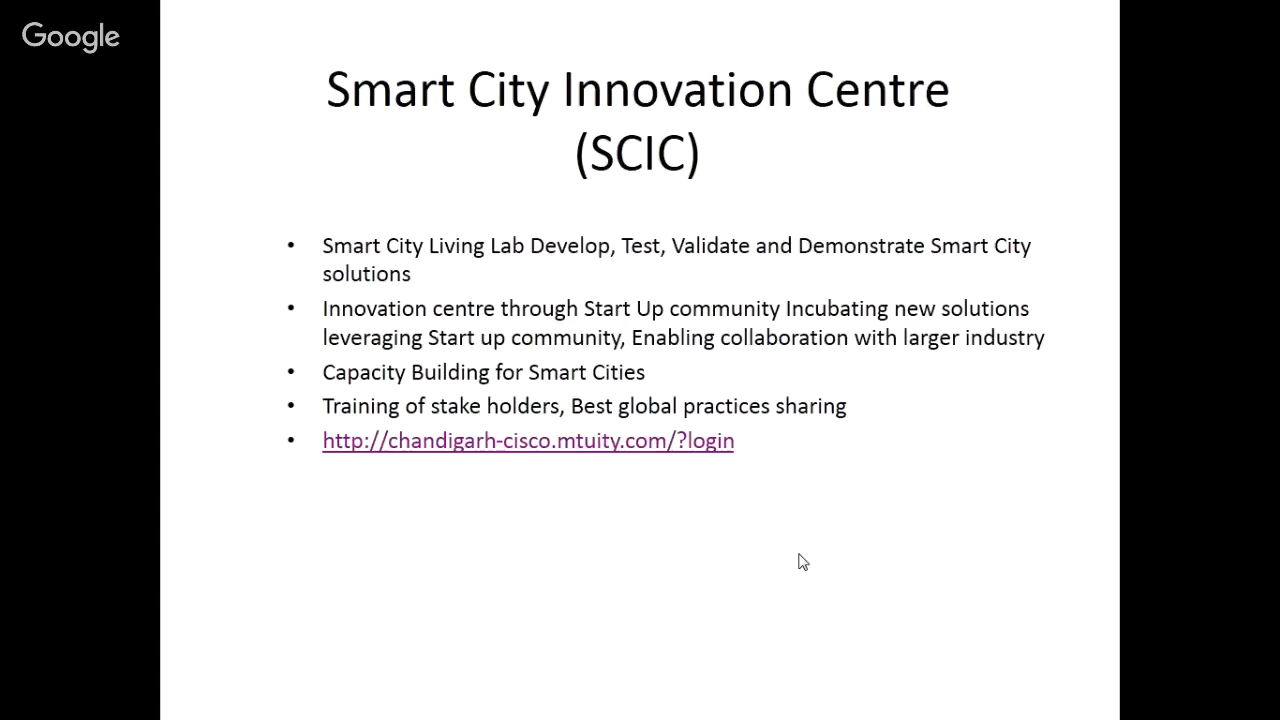 Google
Smart City Innovation Centre
(SCIC)
• Smart City Living Lab Develop, Test, Validate and Demonstrate Smart City
solutions
• Innovation centre through Start Up community Incubating new solutions
leveraging Start up community, Enabling collaboration with larger industry
• Capacity Building for Smart Cities
• Training of stake holders, Best global practices sharing
• http://chandigarh-cisco.mtuity.com/?login